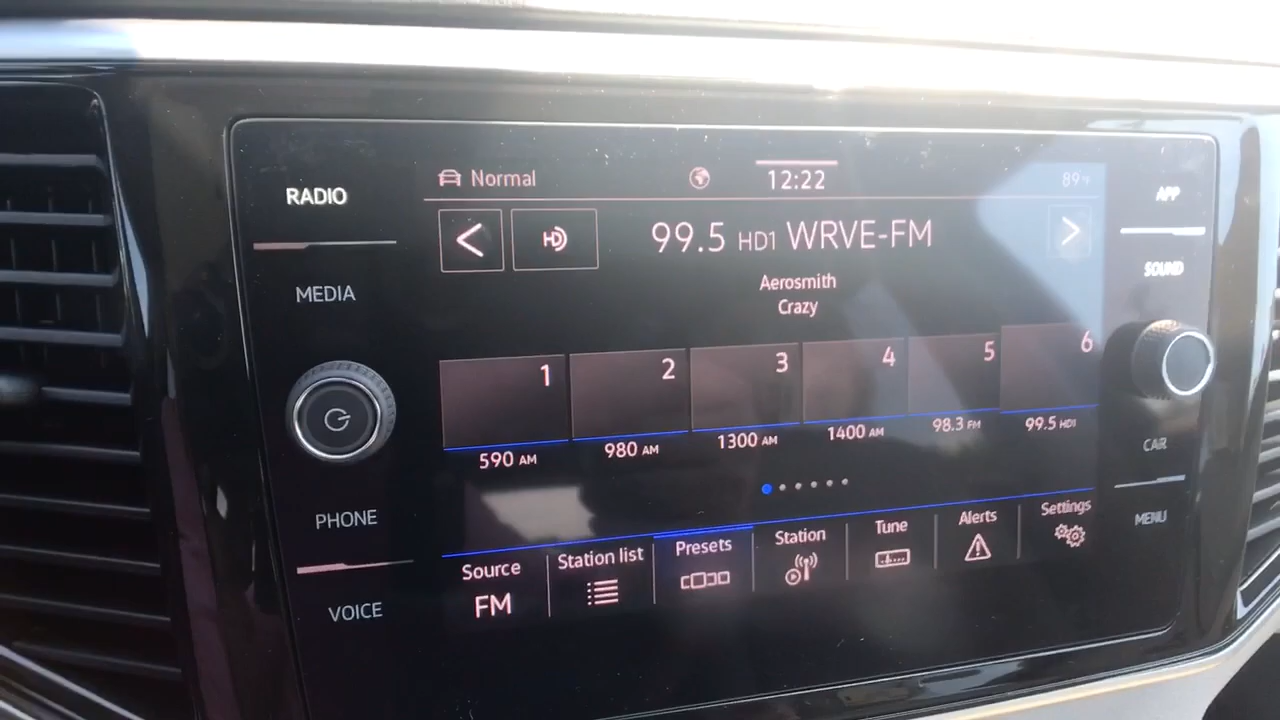 Normal
12:22
89°F
RADIO
MEDIA
PHONE
VOICE
HD
99.5 HD1 WRVE-FM
Aerosmith
Crazy
1
2
3
4
5
6
590 AM
980 AM
1300 AM
1400 AM
98.3 FM
99.5 HD1
Source
FM
Station list
Presets
Station
Tune
Alerts
Settings
APP
SOUND
CAR
MENU